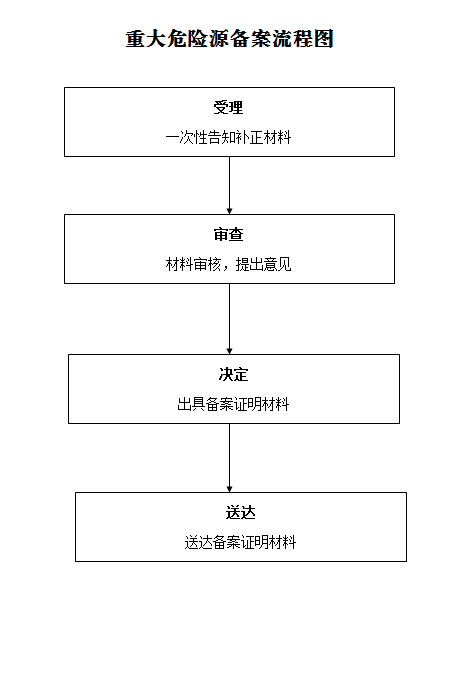 重大危险源备案流程图
受理
一次性告知补正材料
审查
材料审核，提出意见
决定
出具备案证明材料
送达
送达备案证明材料